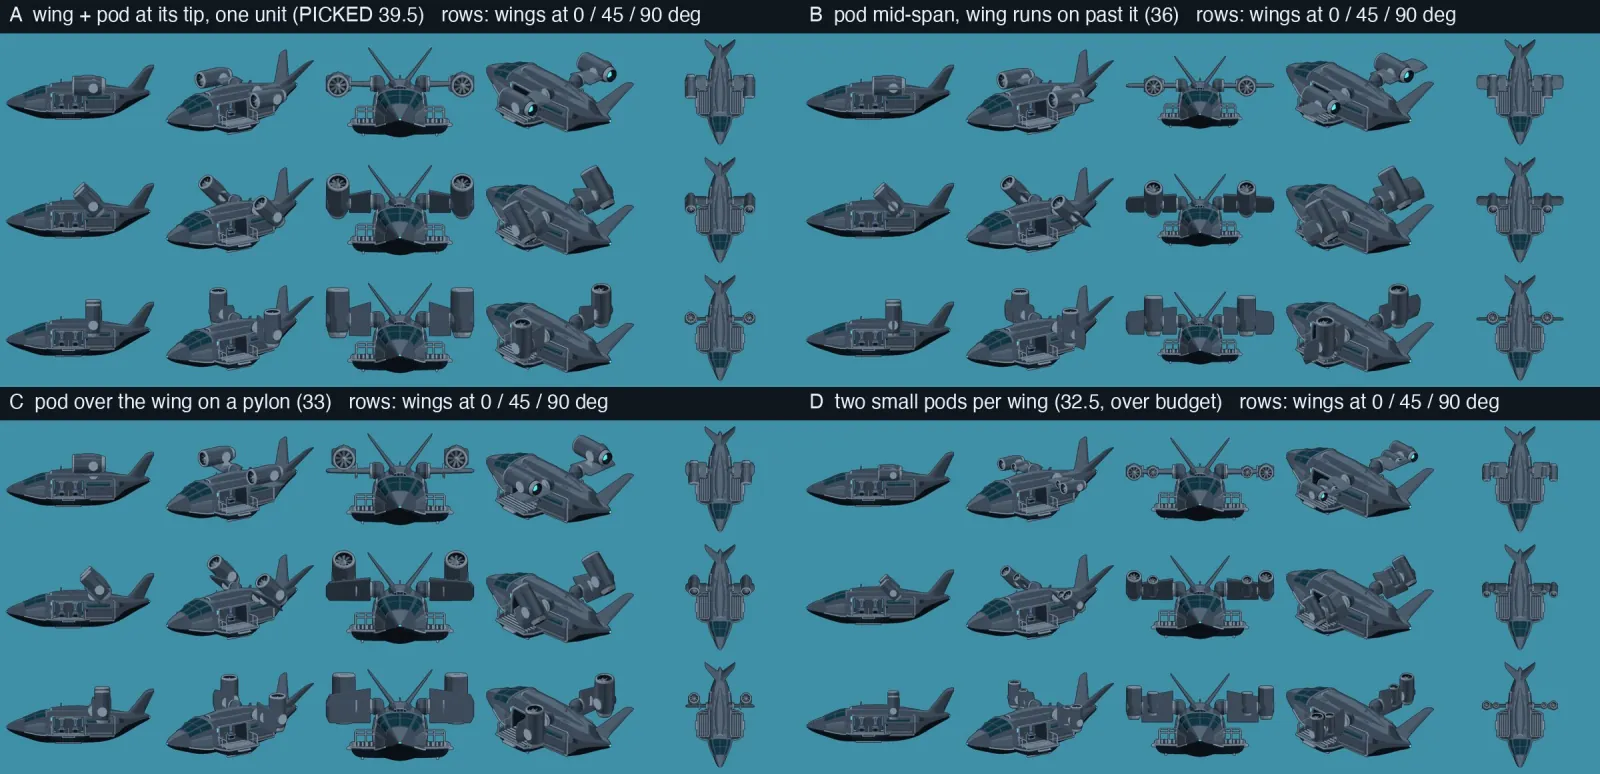 A wing + pod at its tip, one unit (PICKED 39.5) rows: wings at 0 / 45 / 90 deg
B pod mid-span, wing runs on past it (36) rows: wings at 0 / 45 / 90 deg
C pod over the wing on a pylon (33) rows: wings at 0 / 45 / 90 deg
D two small pods per wing (32.5, over budget) rows: wings at 0 / 45 / 90 deg